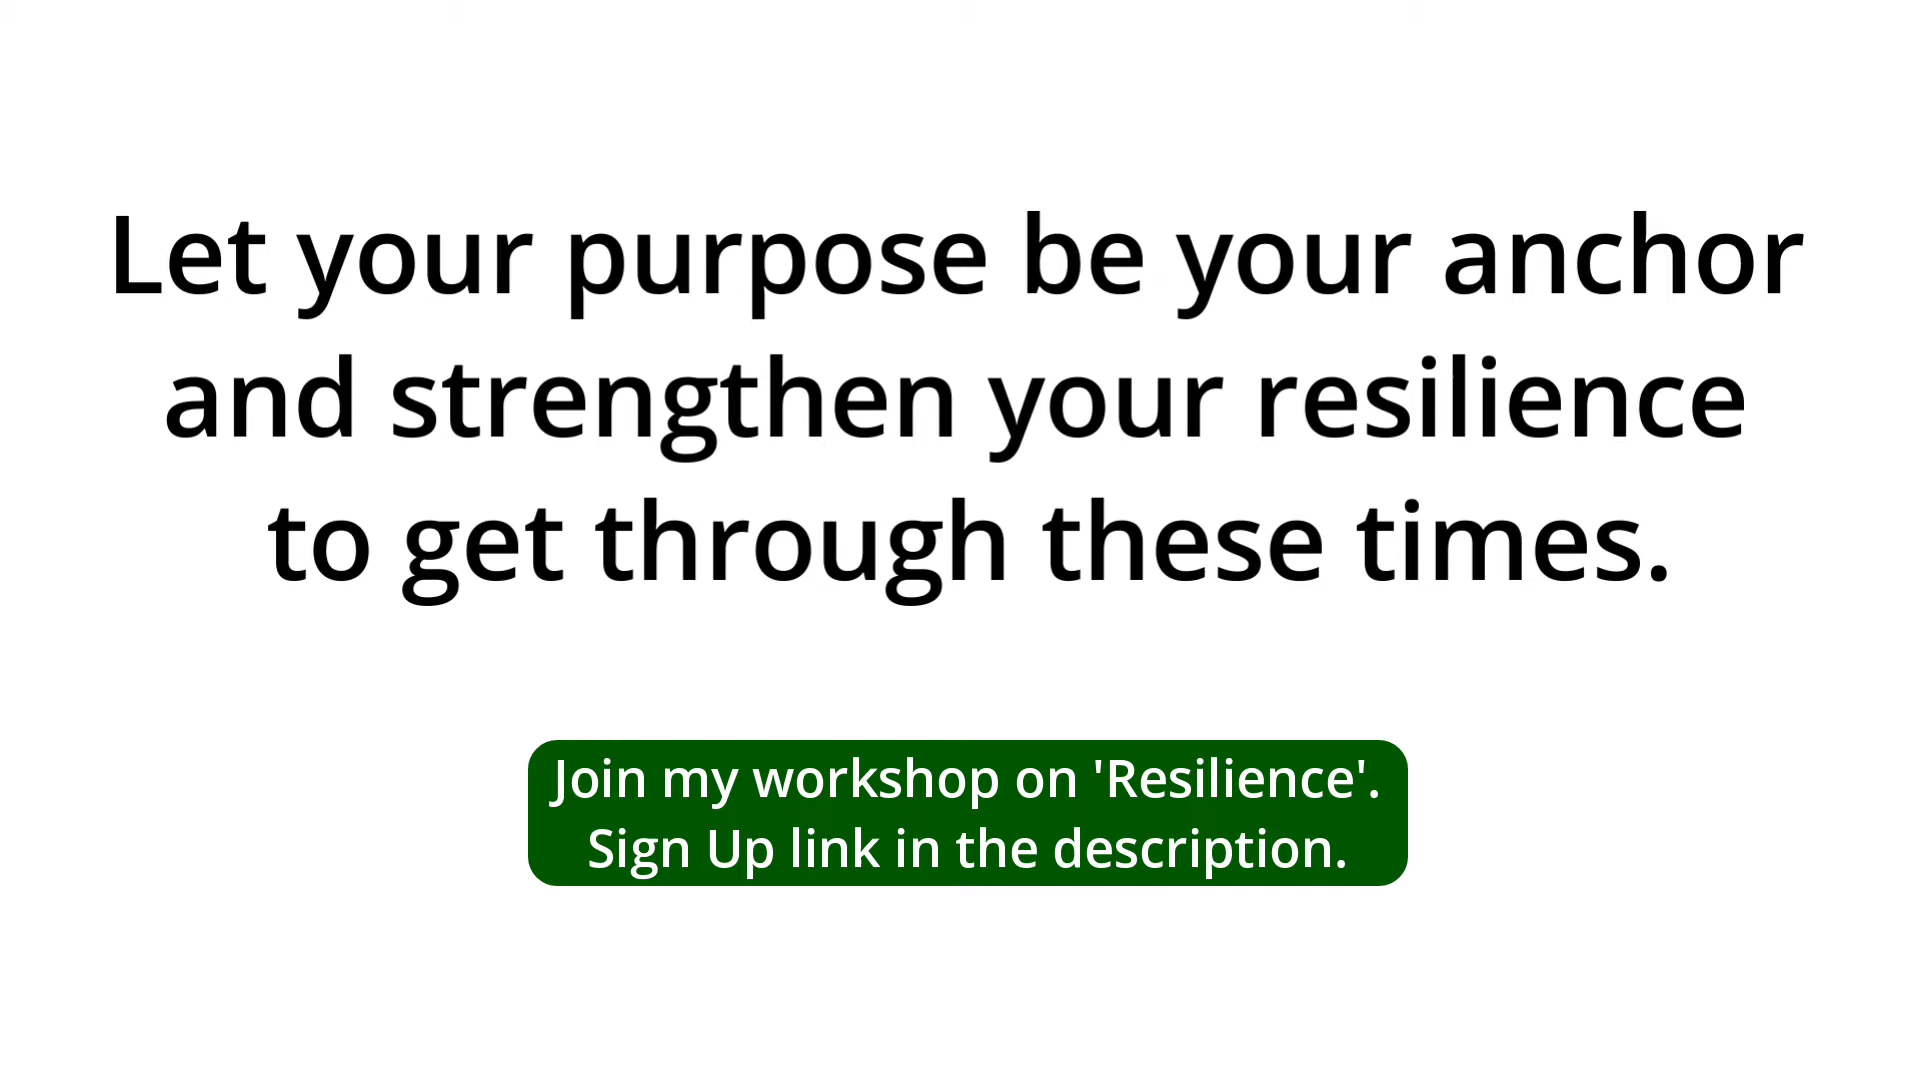 Let your purpose be your anchor
and strengthen your resilience
to get through these times.
Join my workshop on 'Resilience'.
Sign Up link in the description.